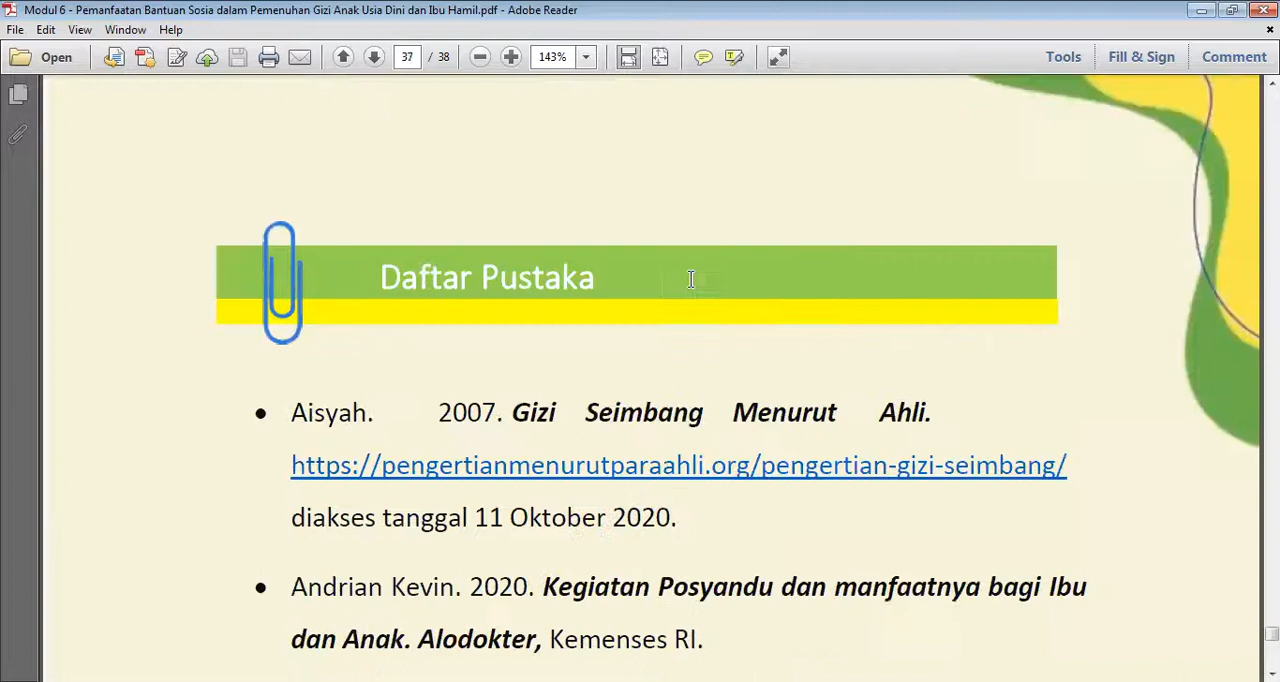 Modul 6 - Pemanfaatan Bantuan Sosia dalam Pemenuhan Gizi Anak Usia Dini dan Ibu Hamil.pdf - Adobe Reader
File Edit View Window Help
Open 37 / 38 143% Tools Fill & Sign Comment
Daftar Pustaka
• Aisyah. 2007. Gizi Seimbang Menurut Ahli.
https://pengertianmenurutparaahli.org/pengertian-gizi-seimbang/
diakses tanggal 11 Oktober 2020.
• Andrian Kevin. 2020. Kegiatan Posyandu dan manfaatnya bagi Ibu
dan Anak. Alodokter, Kemenses RI.